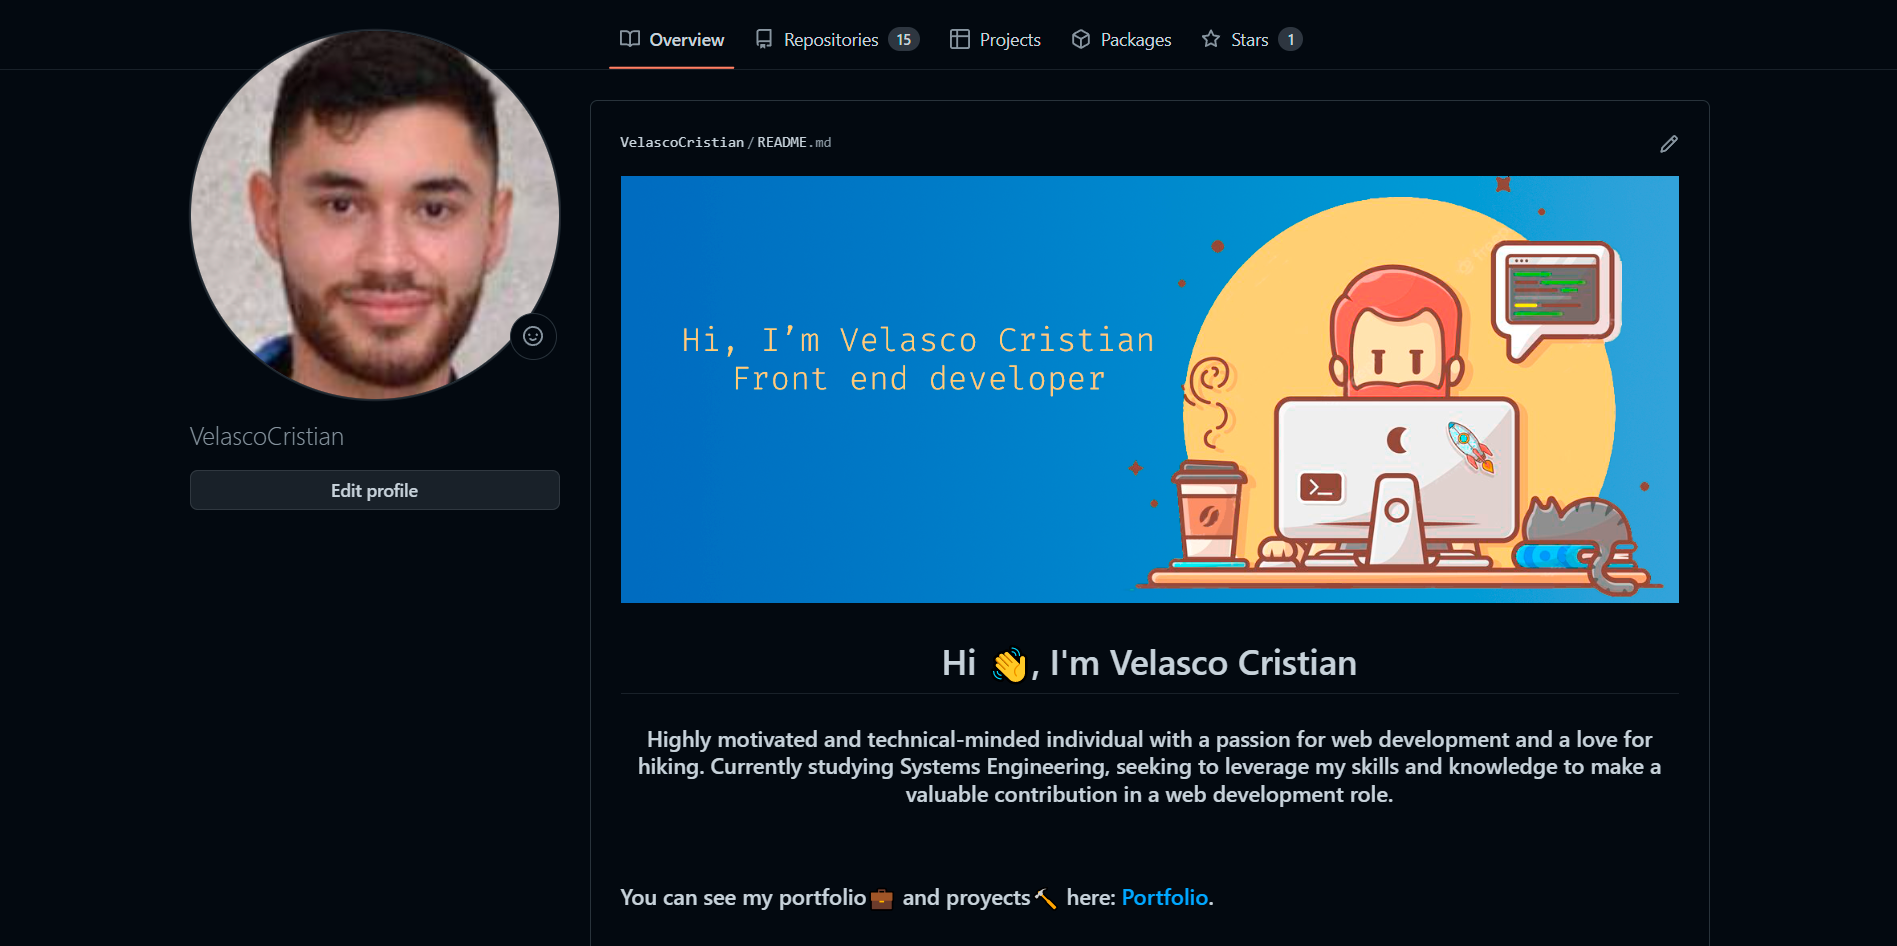 Overview Repositories 15 Projects Packages Stars 1
VelascoCristian
Edit profile
VelascoCristian/README.md
Hi, I’m Velasco Cristian
Front end developer
>_
Hi 👋, I'm Velasco Cristian
Highly motivated and technical-minded individual with a passion for web development and a love for
hiking. Currently studying Systems Engineering, seeking to leverage my skills and knowledge to make a
valuable contribution in a web development role.
You can see my portfolio💼 and proyects🔨 here: Portfolio.